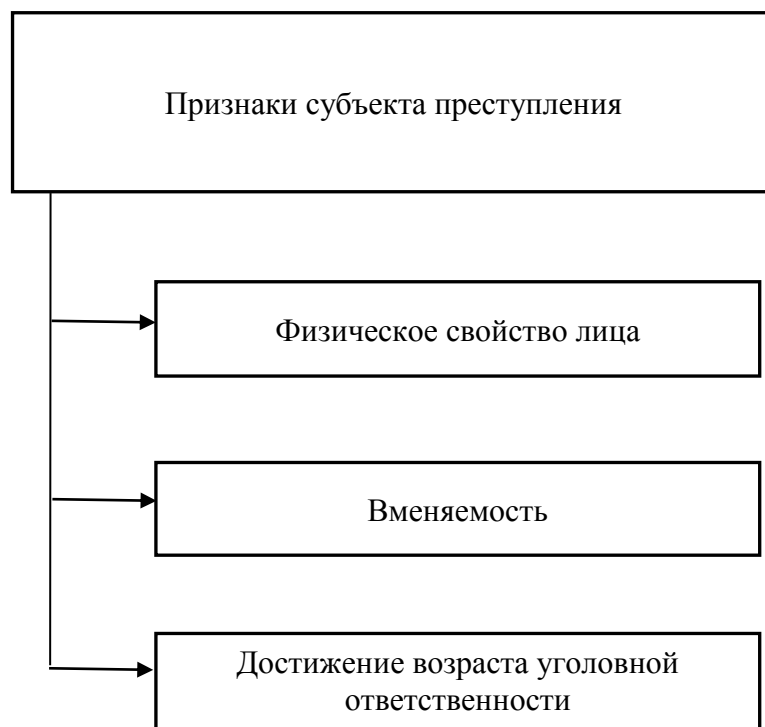 Признаки субъекта преступления
Физическое свойство лица
Вменяемость
Достижение возраста уголовной
ответственности